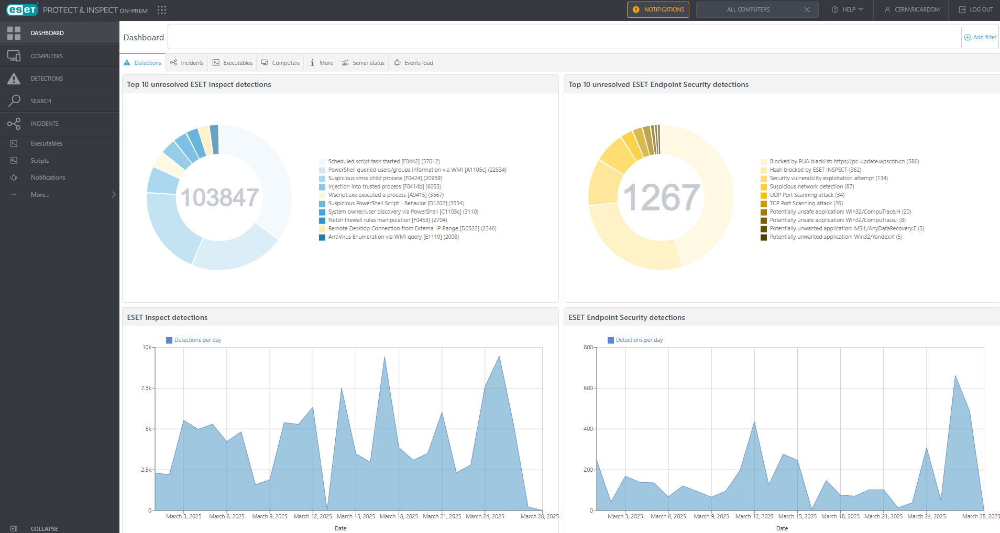 eset PROTECT & INSPECT ON-PREM
NOTIFICATIONS
ALL COMPUTERS
HELP
CERN\RICARDOM
LOG OUT
DASHBOARD
COMPUTERS
DETECTIONS
SEARCH
INCIDENTS
Executables
Scripts
Notifications
More...
COLLAPSE
Dashboard
Add filter
Detections
Incidents
Executables
Computers
More
Server status
Events load
Top 10 unresolved ESET Inspect detections
103847
Scheduled script task started [F0442] (37012)
PowerShell queried users/groups information via WMI [A1105c] (22534)
Suspicious smss child process [F0424] (20959)
Injection into trusted process [F0414b] (6053)
Wscript.exe executed a process [A0415] (3567)
Suspicious PowerShell Script - Behavior [D1202] (3554)
System owner/user discovery via PowerShell [C1105c] (3110)
Netsh firewall rules manipulation [F0453] (2704)
Remote Desktop Connection from External IP Range [D0522] (2346)
AntiVirus Enumeration via WMI query [E1119] (2008)
Top 10 unresolved ESET Endpoint Security detections
1267
Blocked by PUA blacklist: https://pc-update.wpscdn.cn (586)
Hash blocked by ESET INSPECT (362)
Security vulnerability exploitation attempt (134)
Suspicious network detection (87)
UDP Port Scanning attack (34)
TCP Port Scanning attack (26)
Potentially unsafe application: Win32/CompuTrace.H (20)
Potentially unsafe application: Win32/CompuTrace.I (8)
Potentially unwanted application: MSIL/AnyDataRecovery.E (5)
Potentially unwanted application: Win32/Yandex.K (5)
ESET Inspect detections
Detections per day
10k
7.5k
5k
2.5k
0
March 3, 2025
March 6, 2025
March 9, 2025
March 12, 2025
March 15, 2025
March 18, 2025
March 21, 2025
March 24, 2025
March 28, 2025
Date
ESET Endpoint Security detections
Detections per day
800
600
400
200
0
March 3, 2025
March 6, 2025
March 9, 2025
March 12, 2025
March 15, 2025
March 18, 2025
March 21, 2025
March 24, 2025
March 28, 2025
Date